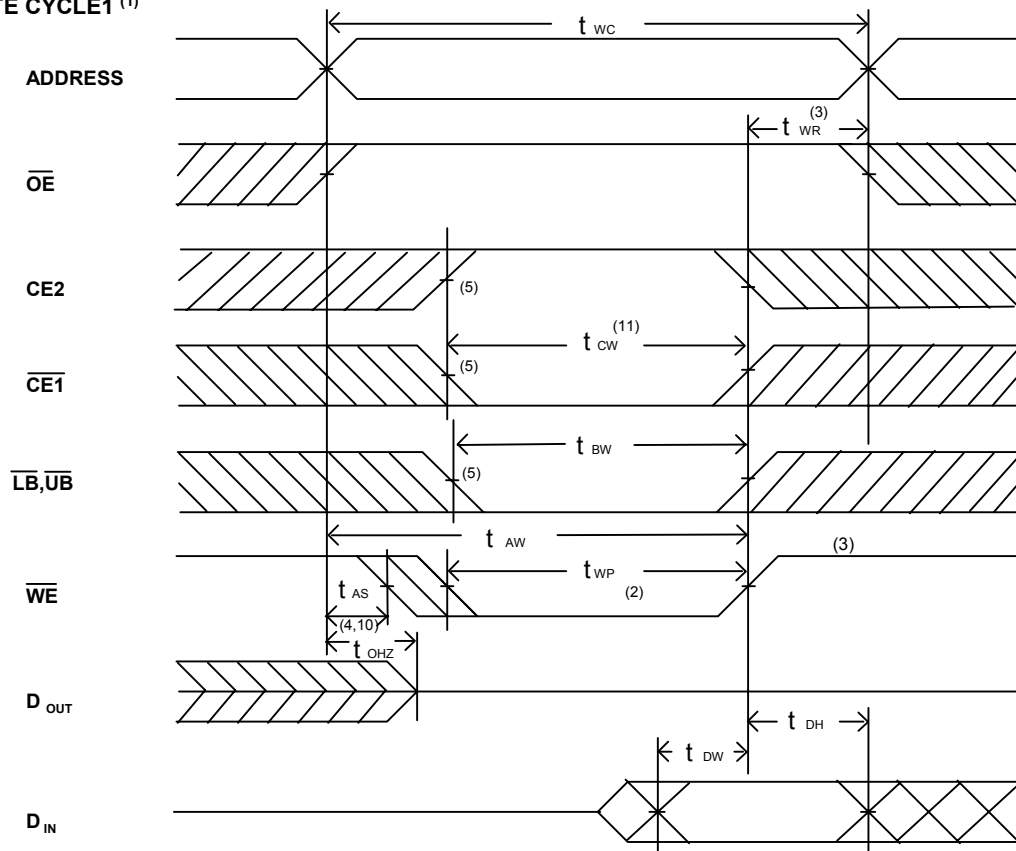 TE CYCLE1 (1)
t WC
ADDRESS
t WR (3)
OE
CE2
(5)
t CW (11)
CE1
(5)
t BW
LB,UB
(5)
t AW
(3)
WE
t AS
t WP
(2)
(4,10)
t OHZ
D OUT
t DH
t DW
D IN